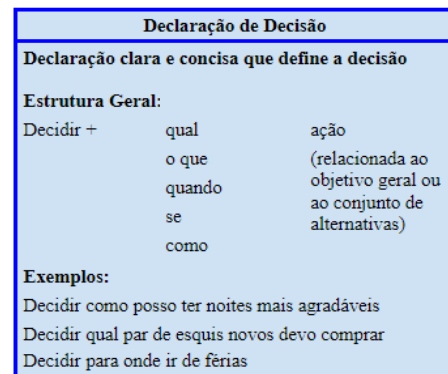 Declaração de Decisão
Declaração clara e concisa que define a decisão
Estrutura Geral:
Decidir + qual ação
o que (relacionada ao
quando objetivo geral ou
se ao conjunto de
como alternativas)
Exemplos:
Decidir como posso ter noites mais agradáveis
Decidir qual par de esquis novos devo comprar
Decidir para onde ir de férias